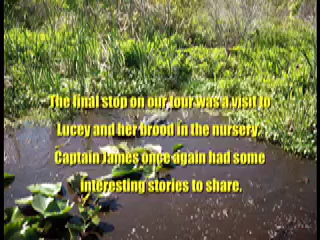 The final stop on our tour was a visit to
Lucey and her brood in the nursery.
Captain James once again had some
interesting stories to share.